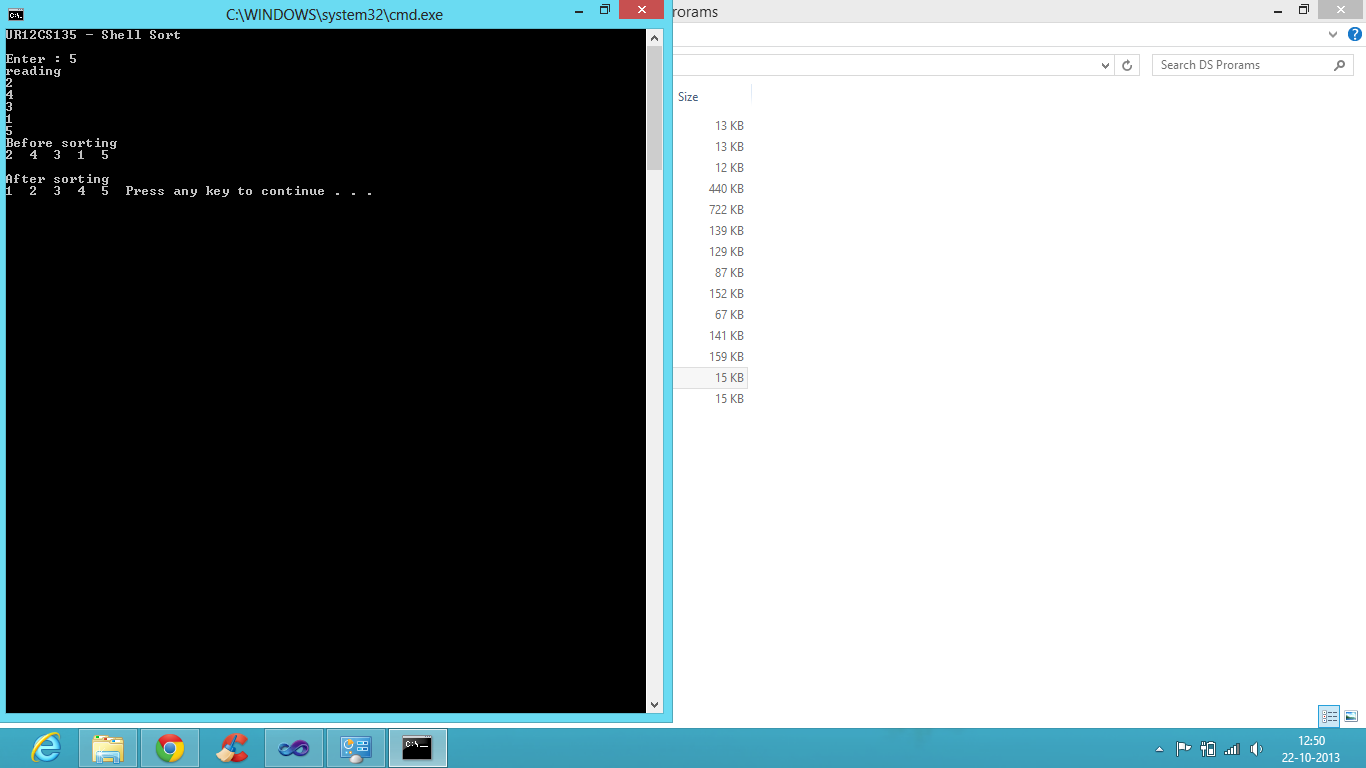 C:\WINDOWS\system32\cmd.exe
UR12CS135 - Shell Sort
Enter : 5
reading
2
4
3
1
5
Before sorting
2 4 3 1 5
After sorting
1 2 3 4 5 Press any key to continue . . .
Prorams
Search DS Prorams
Size
13 KB
13 KB
12 KB
440 KB
722 KB
139 KB
129 KB
87 KB
152 KB
67 KB
141 KB
159 KB
15 KB
15 KB
12:50
22-10-2013